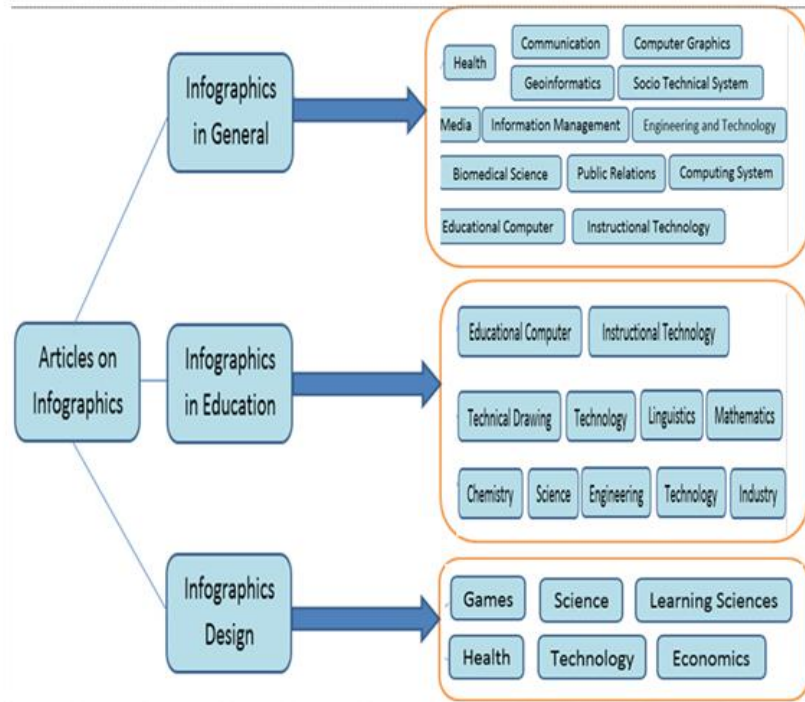 Articles on
Infographics
Infographics
in General
Communication
Computer Graphics
Health
Geoinformatics
Socio Technical System
Media
Information Management
Engineering and Technology
Biomedical Science
Public Relations
Computing System
Educational Computer
Instructional Technology
Infographics
in Education
Educational Computer
Instructional Technology
Technical Drawing
Technology
Linguistics
Mathematics
Chemistry
Science
Engineering
Technology
Industry
Infographics
Design
Games
Science
Learning Sciences
Health
Technology
Economics